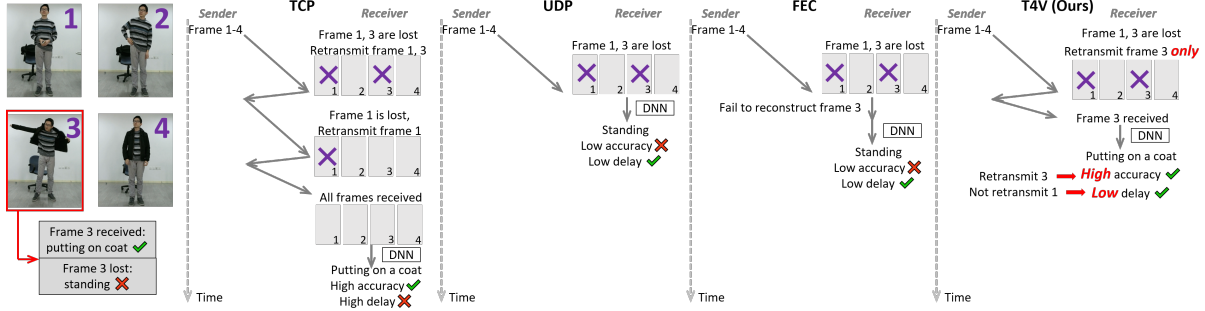 1
2
3
4
Frame 3 received:
putting on coat
Frame 3 lost:
standing
TCP
Sender
Receiver
Frame 1-4
Frame 1, 3 are lost
Retransmit frame 1, 3
1 2 3 4
Frame 1 is lost,
Retransmit frame 1
1 2 3 4
All frames received
1 2 3 4
DNN
Putting on a coat
High accuracy
High delay
Time
UDP
Sender
Receiver
Frame 1-4
Frame 1, 3 are lost
1 2 3 4
DNN
Standing
Low accuracy
Low delay
Time
FEC
Sender
Receiver
Frame 1-4
Frame 1, 3 are lost
1 2 3 4
Fail to reconstruct frame 3
DNN
Standing
Low accuracy
Low delay
Time
T4V (Ours)
Sender
Receiver
Frame 1-4
Frame 1, 3 are lost
Retransmit frame 3 only
1 2 3 4
Frame 3 received
DNN
Putting on a coat
Retransmit 3 High accuracy
Not retransmit 1 Low delay
Time